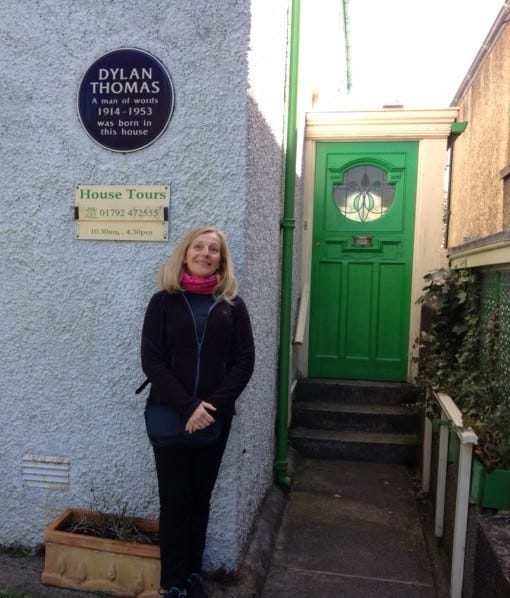 DYLAN
THOMAS
A man of words
1914-1953
was born in
this house
House Tours
☏ 01792 472555
10.30am - 4.30pm